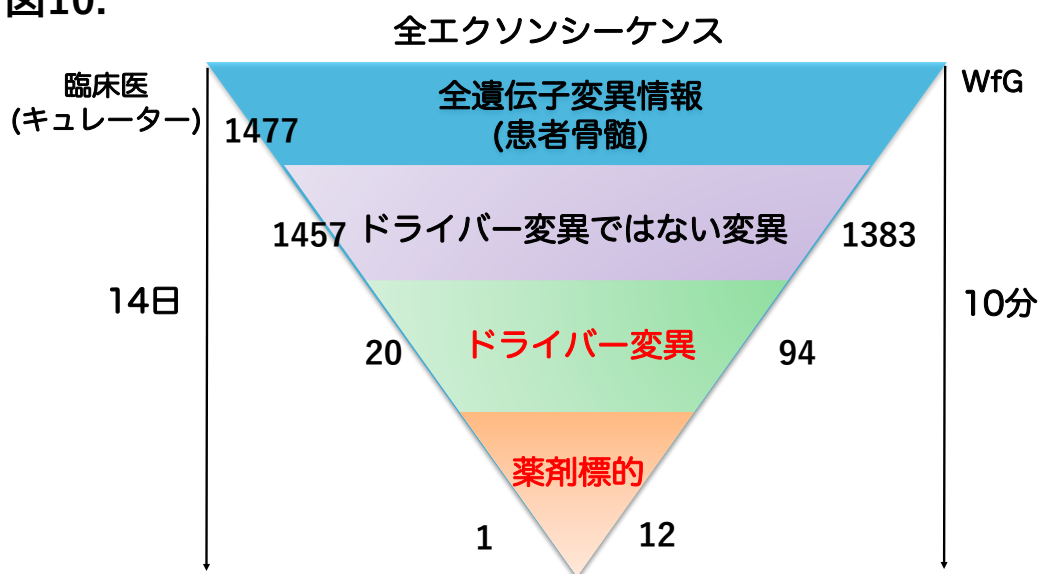 図10.
全エクソンシーケンス
臨床医
(キュレーター)
WfG
全遺伝子変異情報
(患者骨髄)
1477
1457
ドライバー変異ではない変異
1383
14日
10分
20
ドライバー変異
94
薬剤標的
1
12